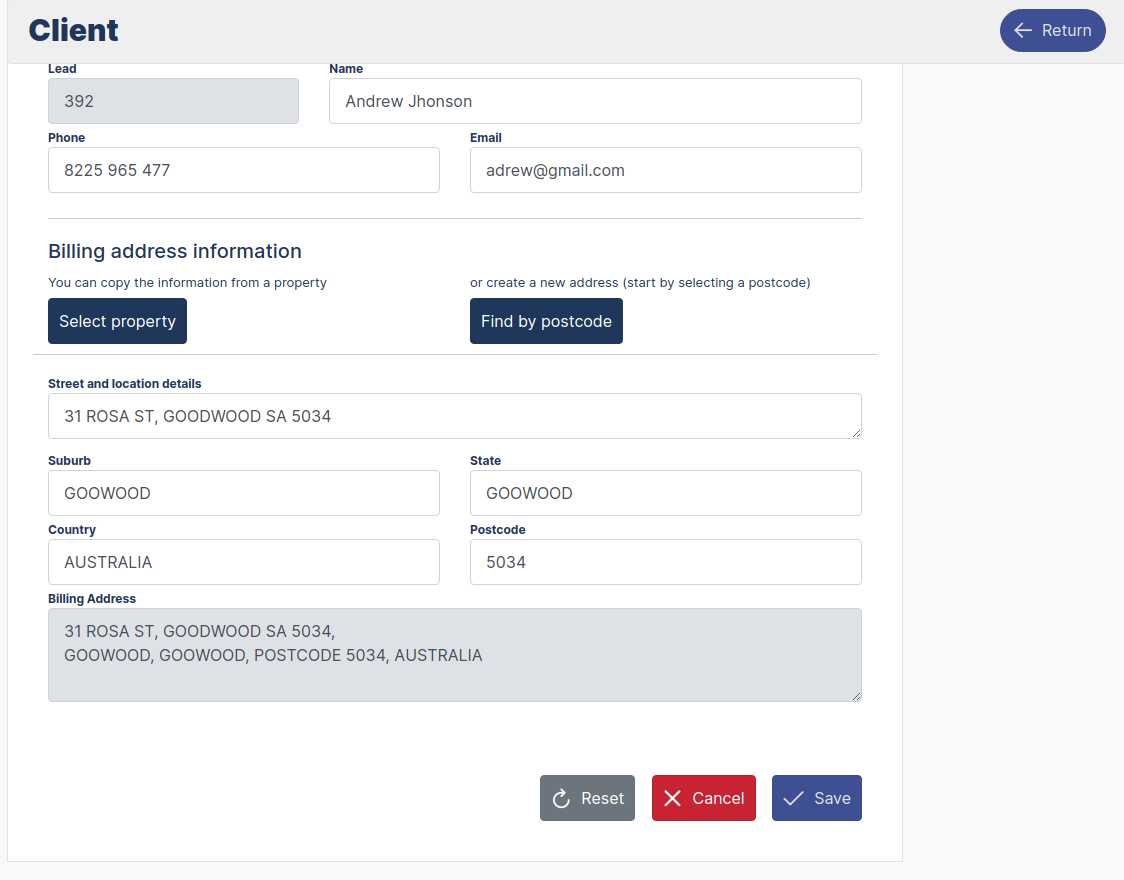 Client
Return
Lead
Name
392
Andrew Jhonson
Phone
Email
8225 965 477
adrew@gmail.com
Billing address information
You can copy the information from a property
or create a new address (start by selecting a postcode)
Select property
Find by postcode
Street and location details
31 ROSA ST, GOODWOOD SA 5034
Suburb
State
GOOWOOD
GOOWOOD
Country
Postcode
AUSTRALIA
5034
Billing Address
31 ROSA ST, GOODWOOD SA 5034,
GOOWOOD, GOOWOOD, POSTCODE 5034, AUSTRALIA
Reset
Cancel
Save